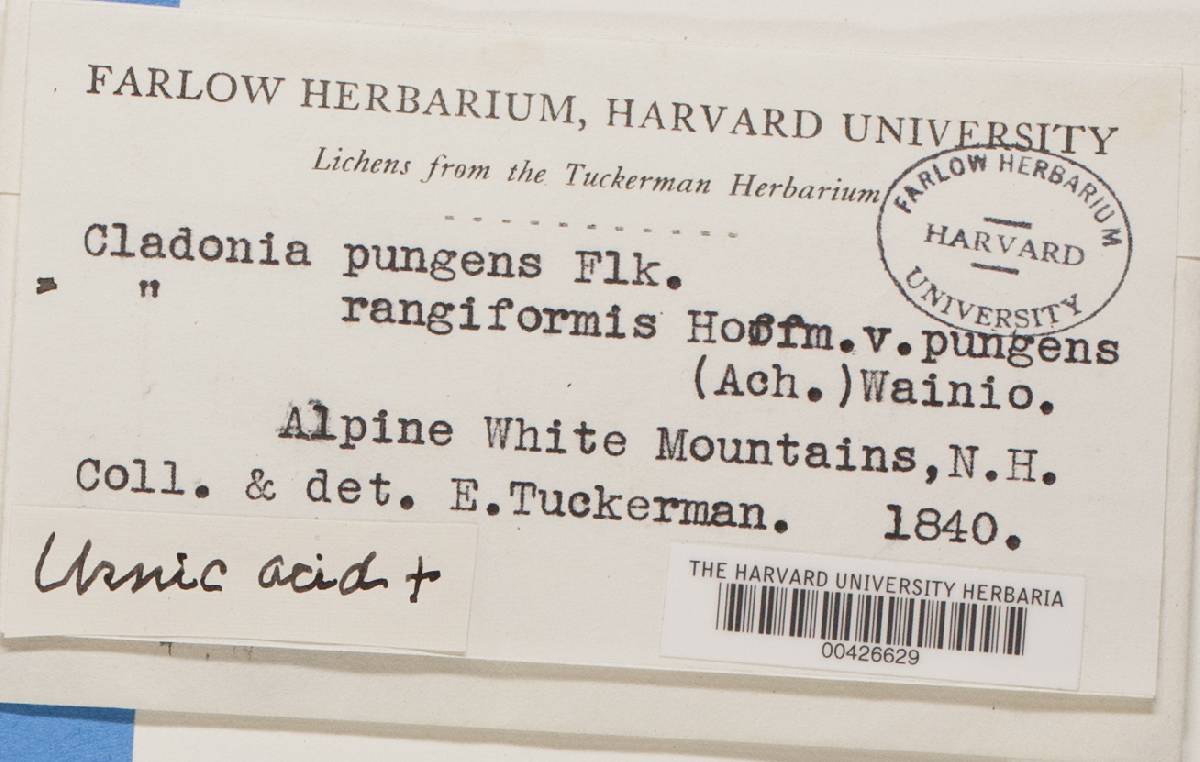 FARLOW HERBARIUM, HARVARD UNIVERSITY
Lichens from the Tuckerman Herbarium
FARLOW HERBARIUM
HARVARD
UNIVERSITY
Cladonia pungens Flk.
= " rangiformis Hoffm.v.pungens
(Ach.)Wainio.
Alpine White Mountains,N.H.
Coll. & det. E.Tuckerman. 1840.
Usnic acid +
THE HARVARD UNIVERSITY HERBARIA
00426629